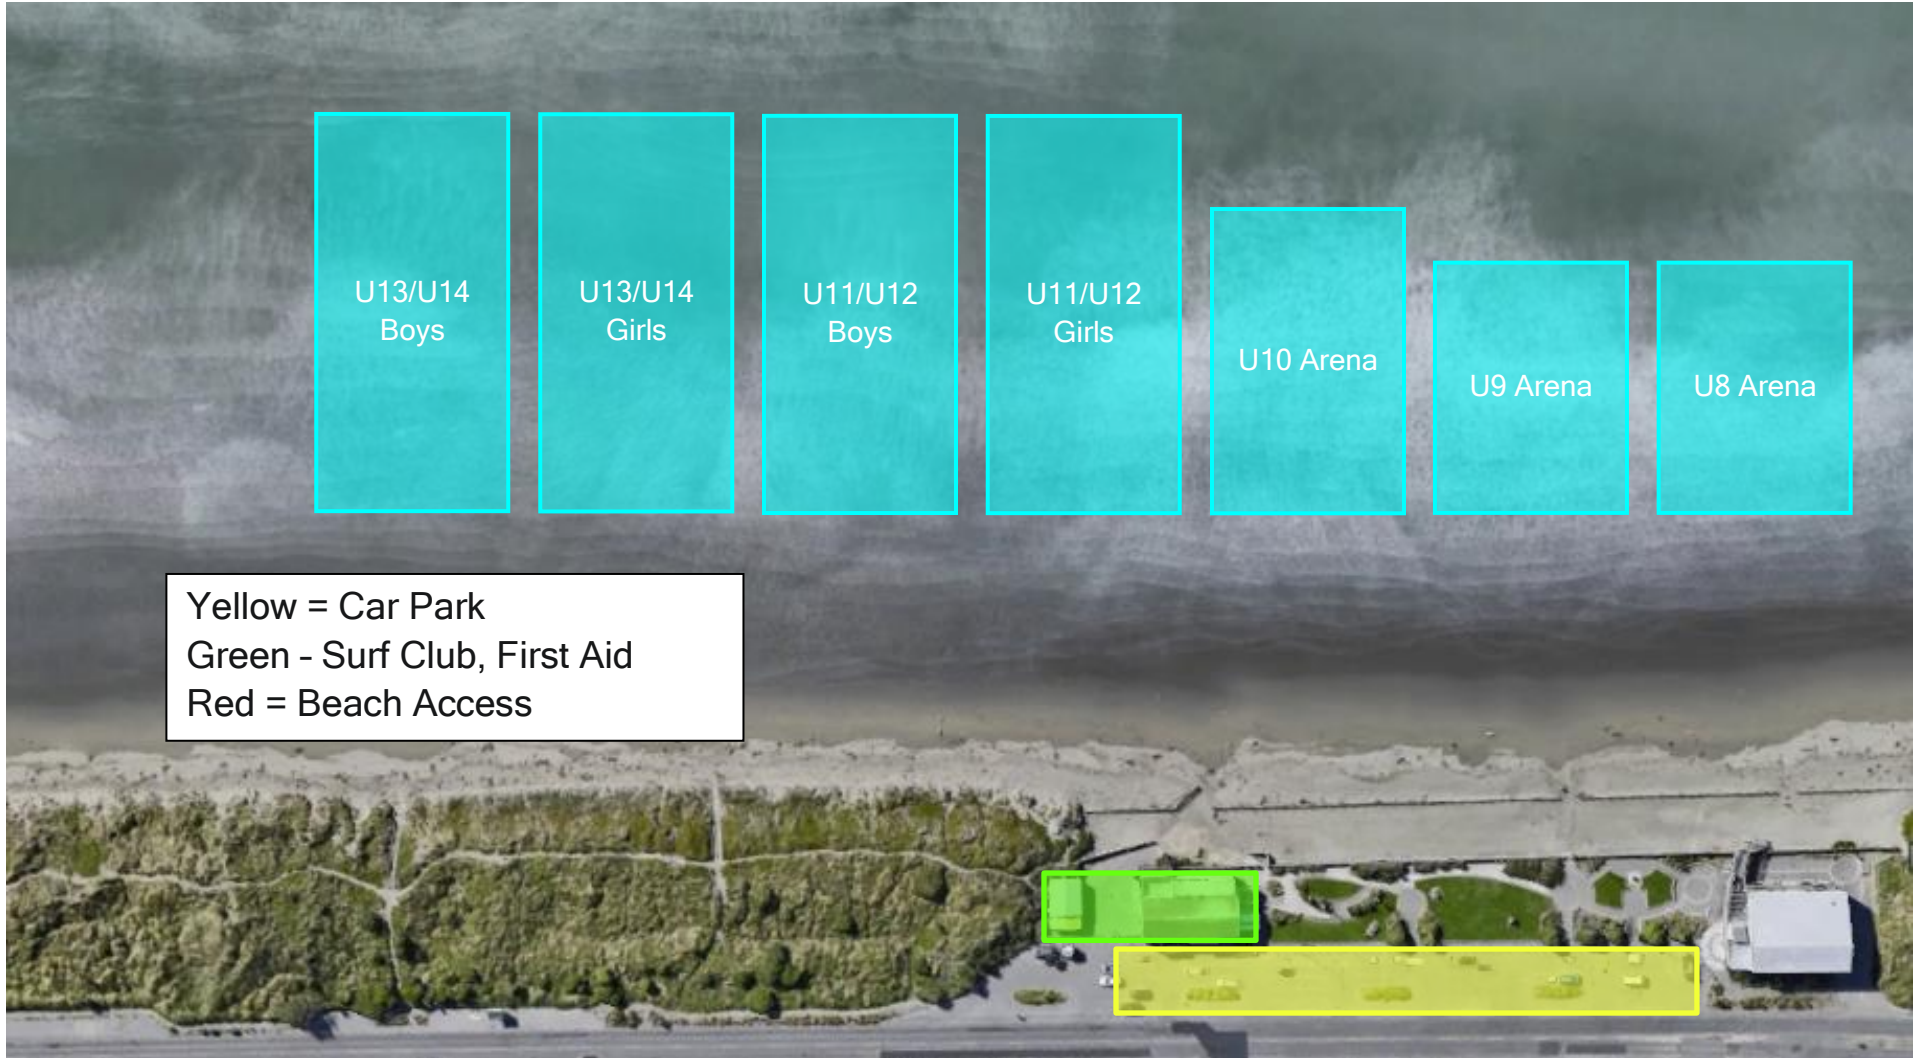 U13/U14
Boys
U13/U14
Girls
U11/U12
Boys
U11/U12
Girls
U10 Arena
U9 Arena
U8 Arena
Yellow = Car Park
Green – Surf Club, First Aid
Red = Beach Access